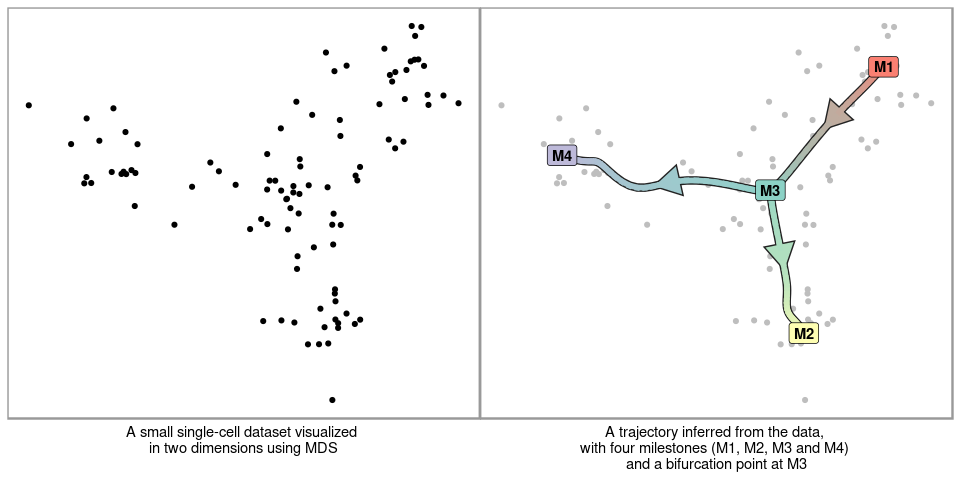 M1
M4
M3
M2
A small single-cell dataset visualized
in two dimensions using MDS
A trajectory inferred from the data,
with four milestones (M1, M2, M3 and M4)
and a bifurcation point at M3